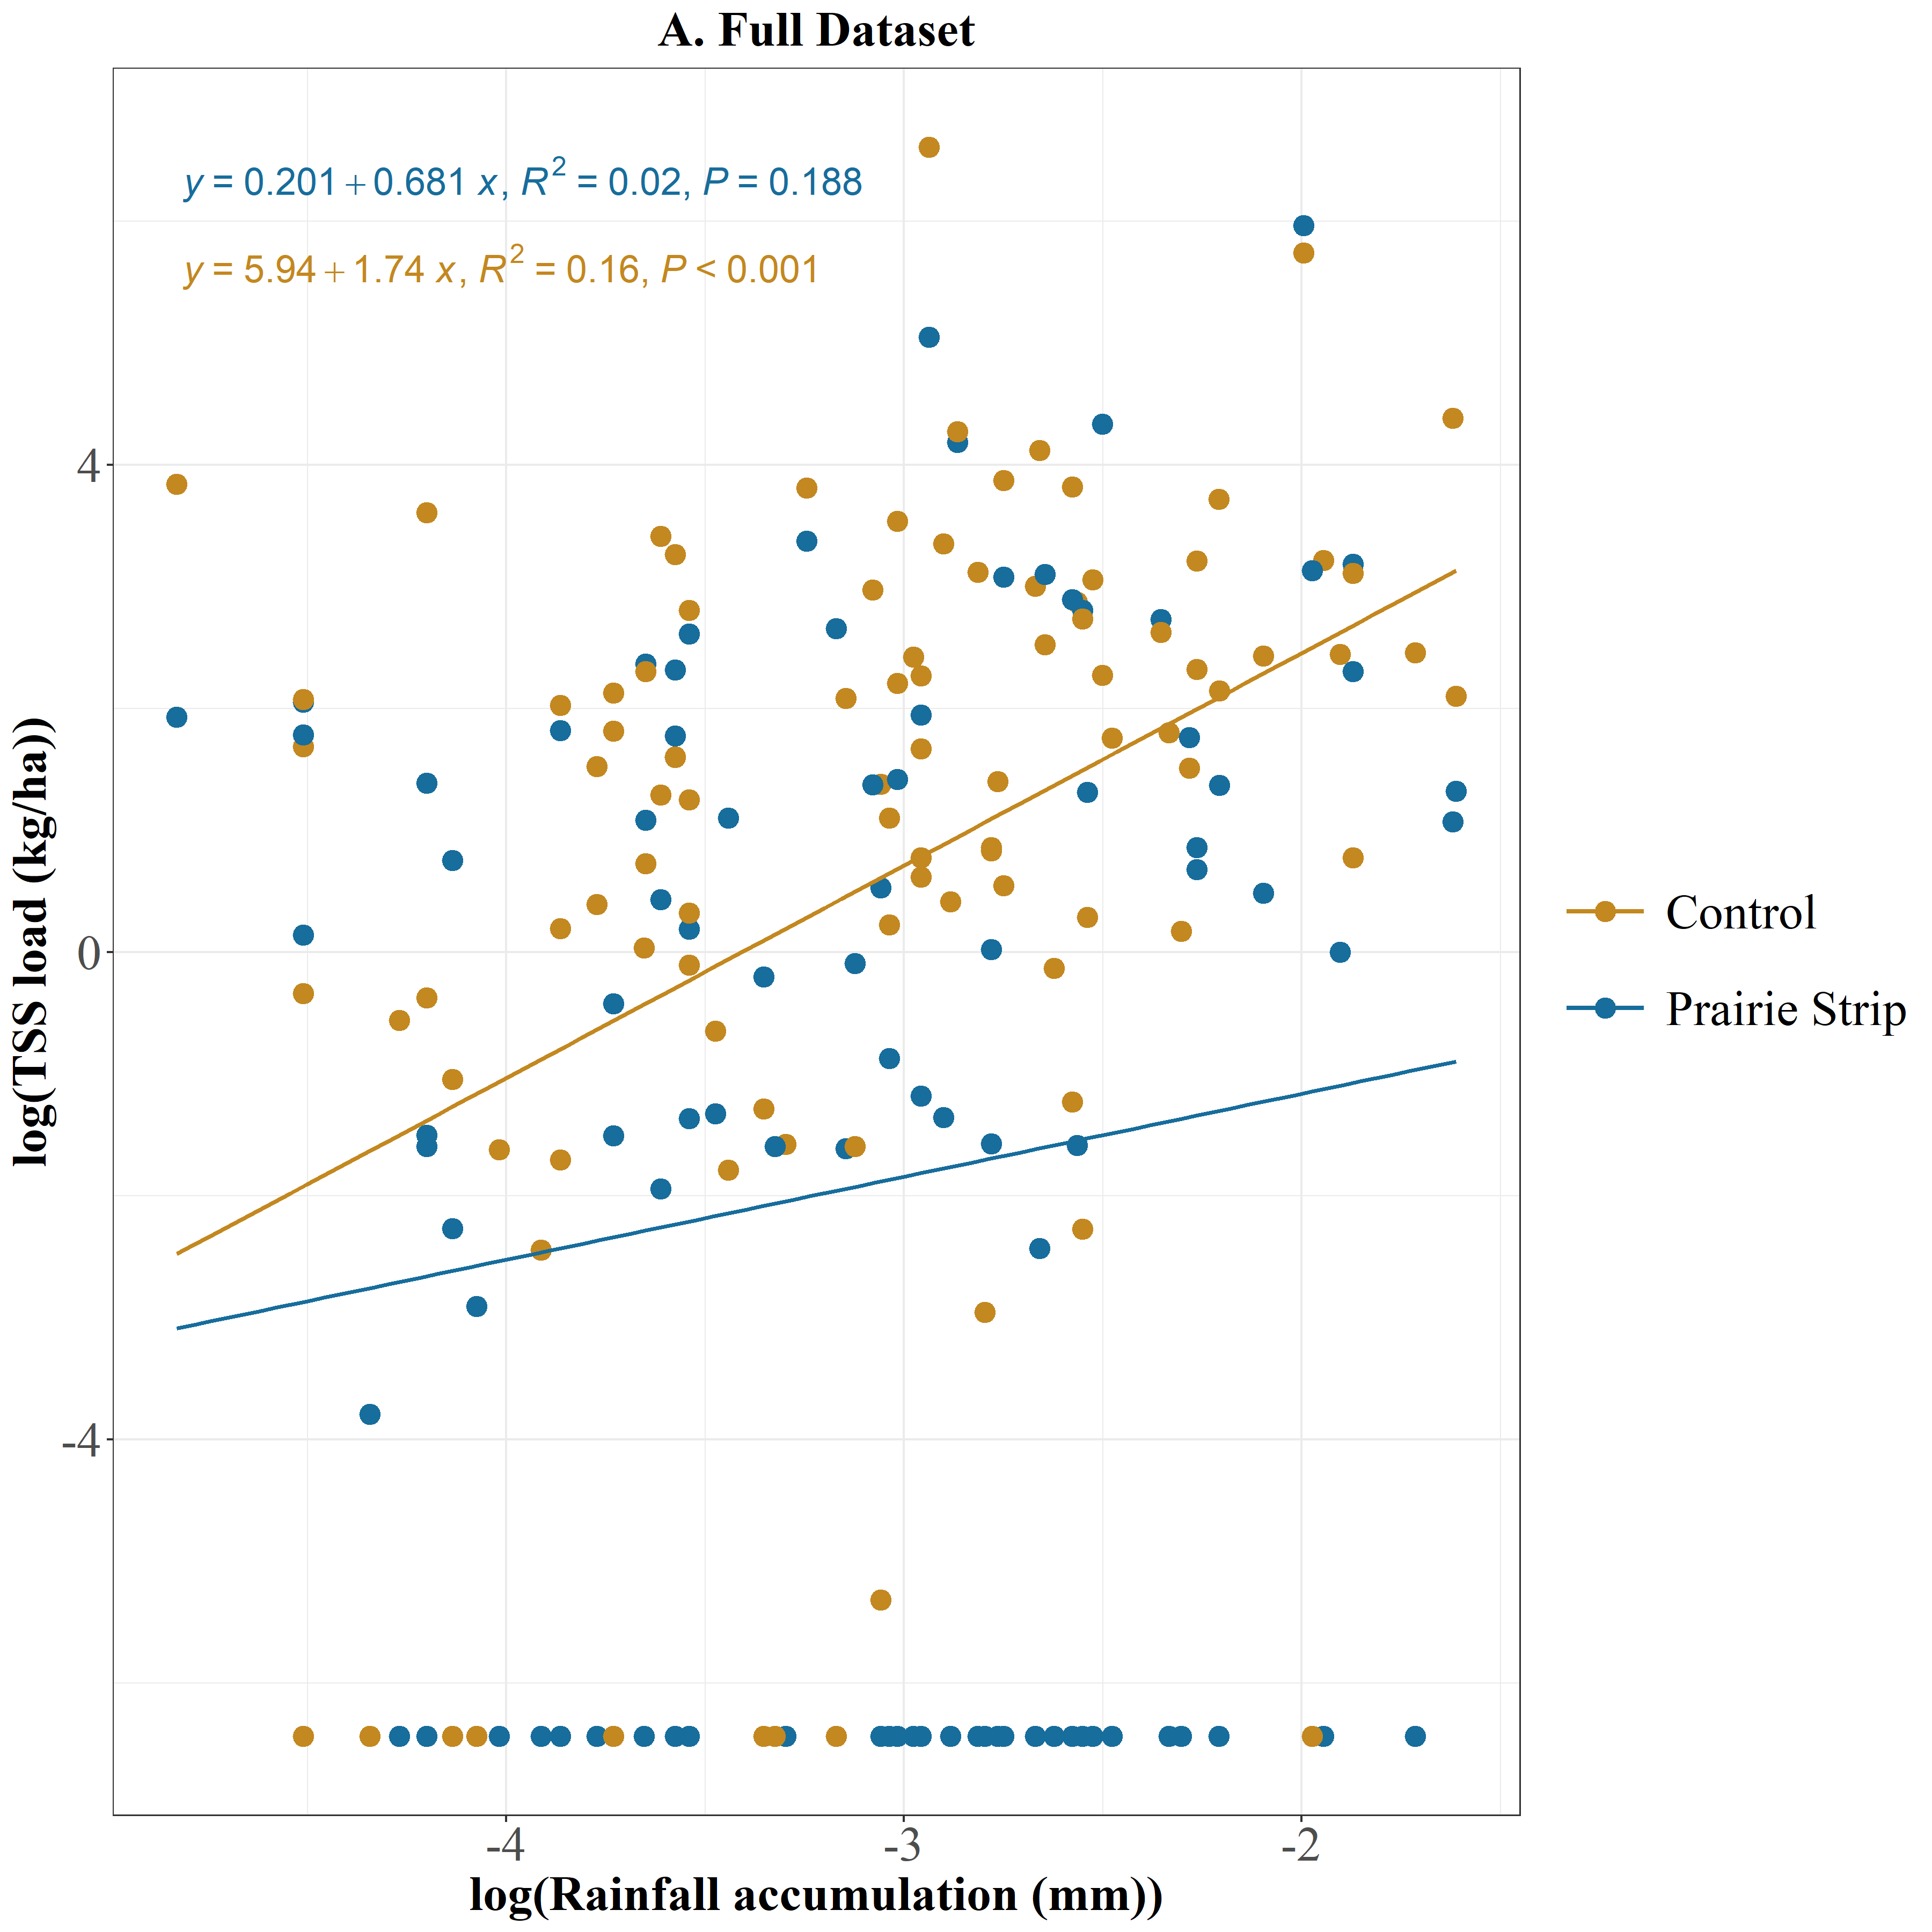 A. Full Dataset
y = 0.201 + 0.681 x, R² = 0.02, P = 0.188
y = 5.94 + 1.74 x, R² = 0.16, P < 0.001
log(TSS load (kg/ha))
4
0
-4
Control
Prairie Strip
-4 -3 -2
log(Rainfall accumulation (mm))